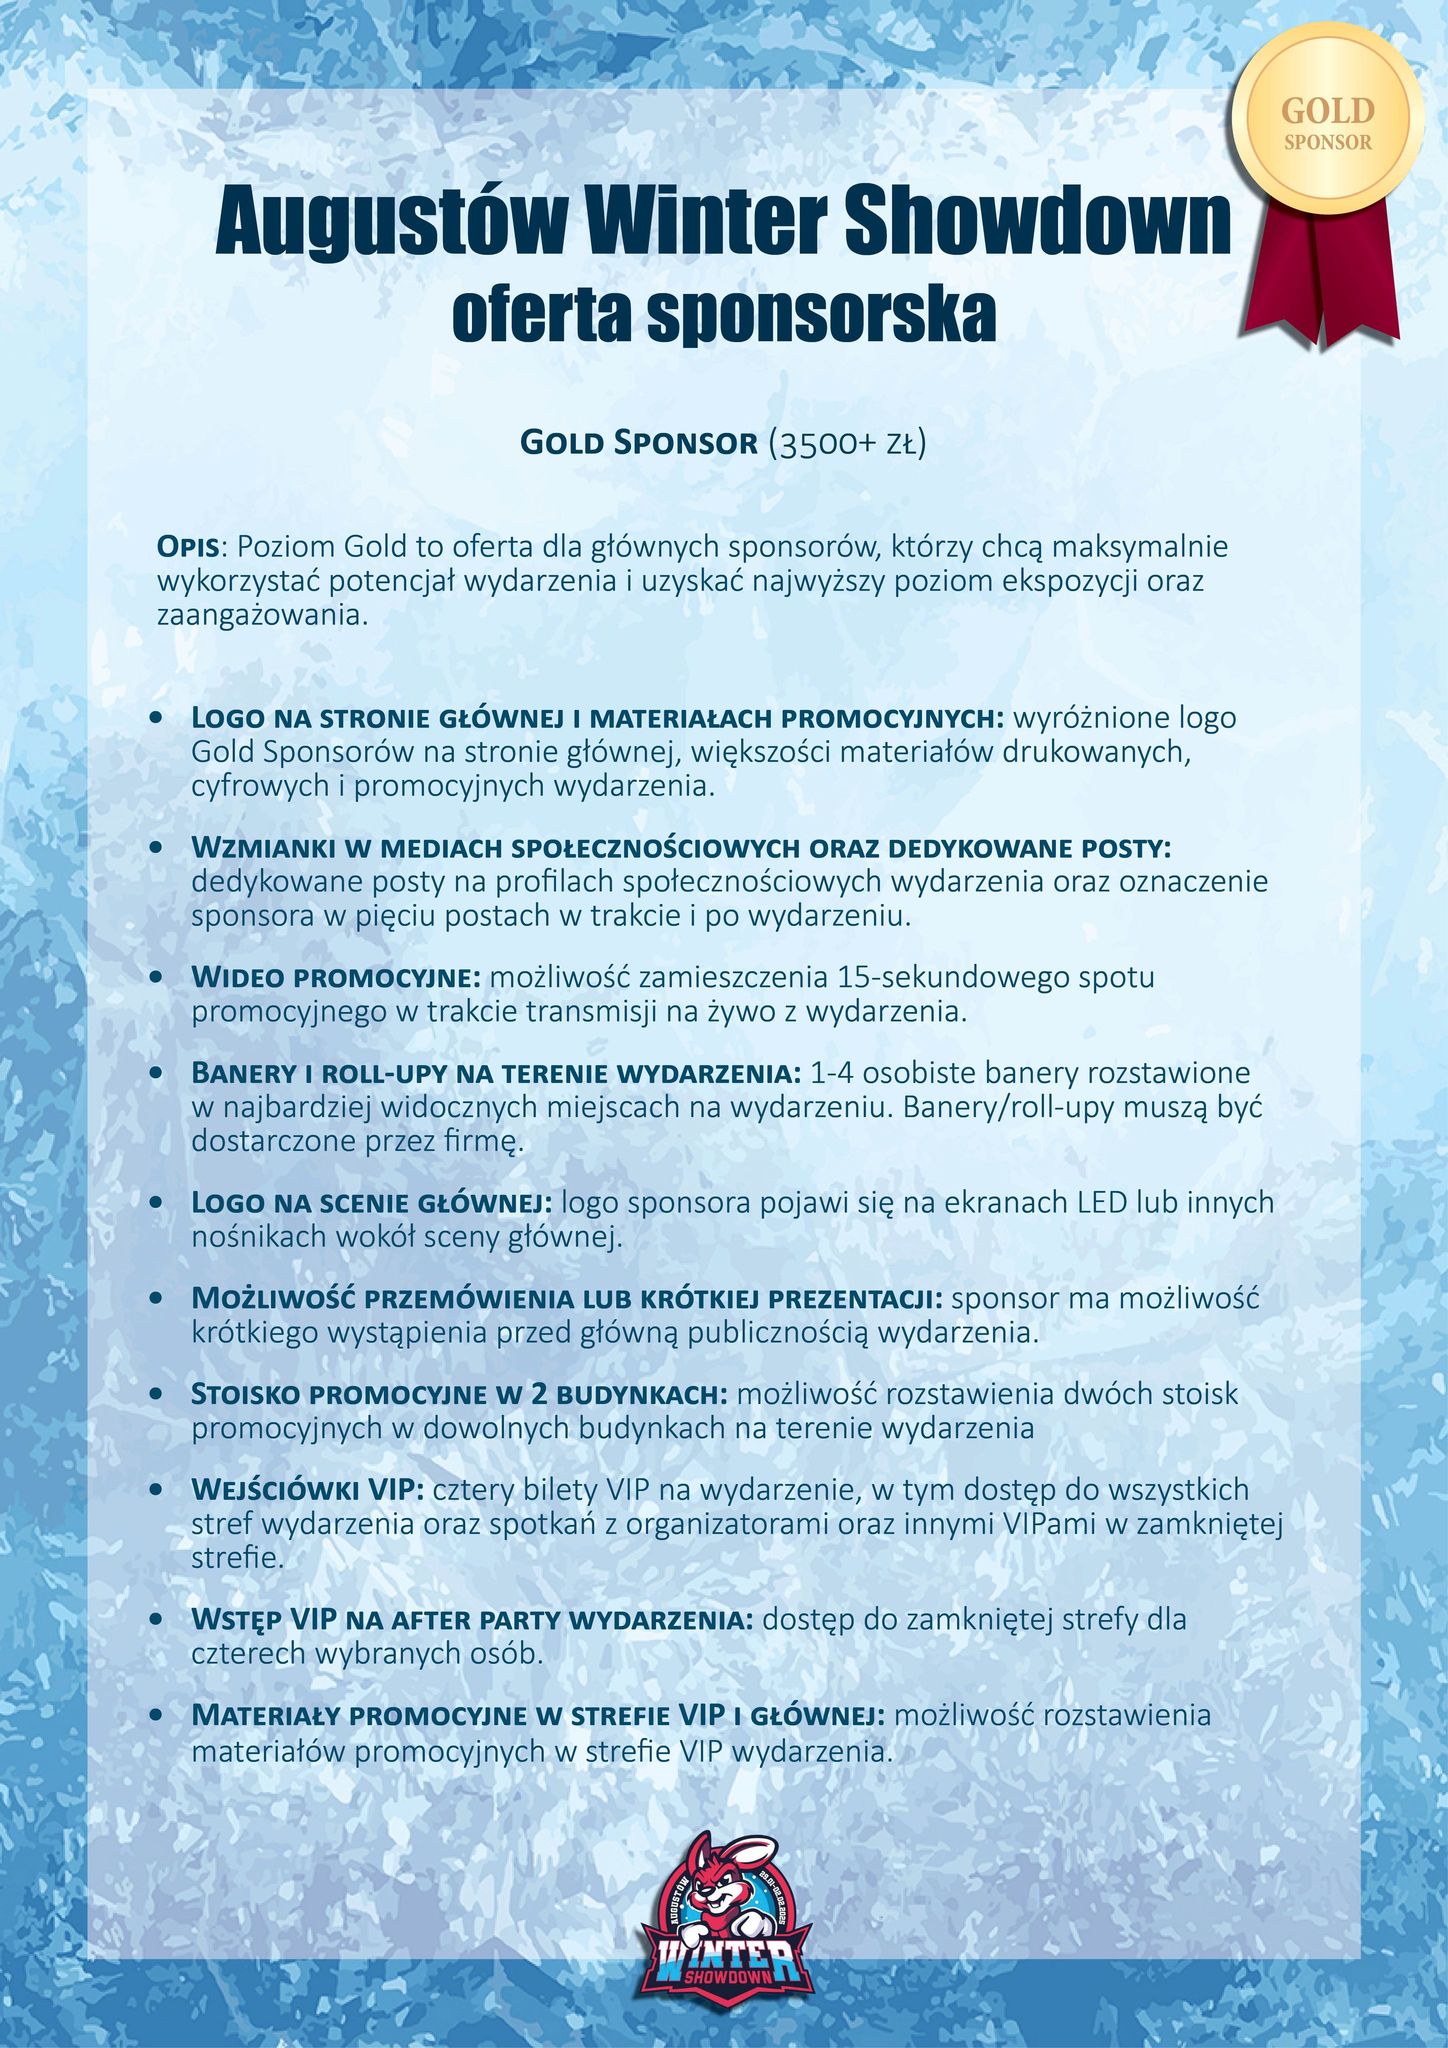 GOLD
SPONSOR
Augustów Winter Showdown
oferta sponsorska
Gold Sponsor (3500+ zł)
Opis: Poziom Gold to oferta dla głównych sponsorów, którzy chcą maksymalnie
wykorzystać potencjał wydarzenia i uzyskać najwyższy poziom ekspozycji oraz
zaangażowania.
• Logo na stronie głównej i materiałach promocyjnych: wyróżnione logo
Gold Sponsorów na stronie głównej, większości materiałów drukowanych,
cyfrowych i promocyjnych wydarzenia.
• Wzmianki w mediach społecznościowych oraz dedykowane posty:
dedykowane posty na profilach społecznościowych wydarzenia oraz oznaczenie
sponsora w pięciu postach w trakcie i po wydarzeniu.
• Wideo promocyjne: możliwość zamieszczenia 15-sekundowego spotu
promocyjnego w trakcie transmisji na żywo z wydarzenia.
• Banery i roll-upy na terenie wydarzenia: 1-4 osobiste banery rozstawione
w najbardziej widocznych miejscach na wydarzeniu. Banery/roll-upy muszą być
dostarczone przez firmę.
• Logo na scenie głównej: logo sponsora pojawi się na ekranach LED lub innych
nośnikach wokół sceny głównej.
• Możliwość przemówienia lub krótkiej prezentacji: sponsor ma możliwość
krótkiego wystąpienia przed główną publicznością wydarzenia.
• Stoisko promocyjne w 2 budynkach: możliwość rozstawienia dwóch stoisk
promocyjnych w dowolnych budynkach na terenie wydarzenia
• Wejściówki VIP: cztery bilety VIP na wydarzenie, w tym dostęp do wszystkich
stref wydarzenia oraz spotkań z organizatorami oraz innymi VIPami w zamkniętej
strefie.
• Wstęp VIP na after party wydarzenia: dostęp do zamkniętej strefy dla
czterech wybranych osób.
• Materiały promocyjne w strefie VIP i głównej: możliwość rozstawienia
materiałów promocyjnych w strefie VIP wydarzenia.
AUGUSTÓW
WINTER
SHOWDOWN